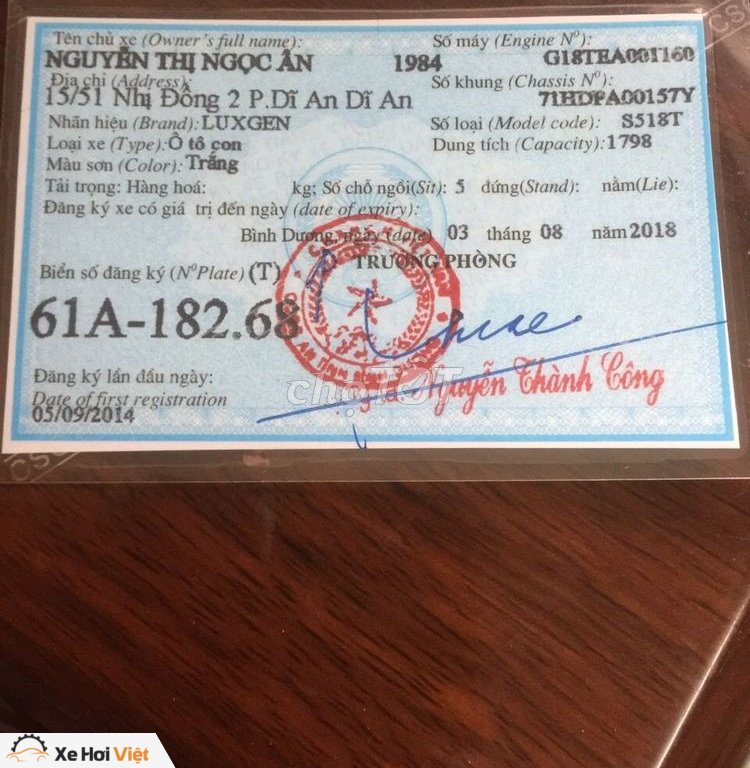 Tên chủ xe (Owner's full name): Số máy (Engine Nº):
NGUYỄN THỊ NGỌC ÂN 1984 G18TEA001160
Địa chỉ (Address): Số khung (Chassis Nº):
15/51 Nhị Đồng 2 P.Dĩ An Dĩ An 71HDPA00157Y
Nhãn hiệu (Brand): LUXGEN Số loại (Model code): S518T
Loại xe (Type): Ô tô con Dung tích (Capacity): 1798
Màu sơn (Color): Trắng
Tải trọng: Hàng hoá: kg; Số chỗ ngồi(Sit): 5 đứng(Stand): nằm(Lie):
Đăng ký xe có giá trị đến ngày (date of expiry):
Bình Dương, ngày (date) 03 tháng 08 năm 2018
TRƯỞNG PHÒNG
Biển số đăng ký (NºPlate) (T)
61A-182.68
chợTỐT
Nguyễn Thành Công
Đăng ký lần đầu ngày:
Date of first registration
05/09/2014
Xe Hơi Việt